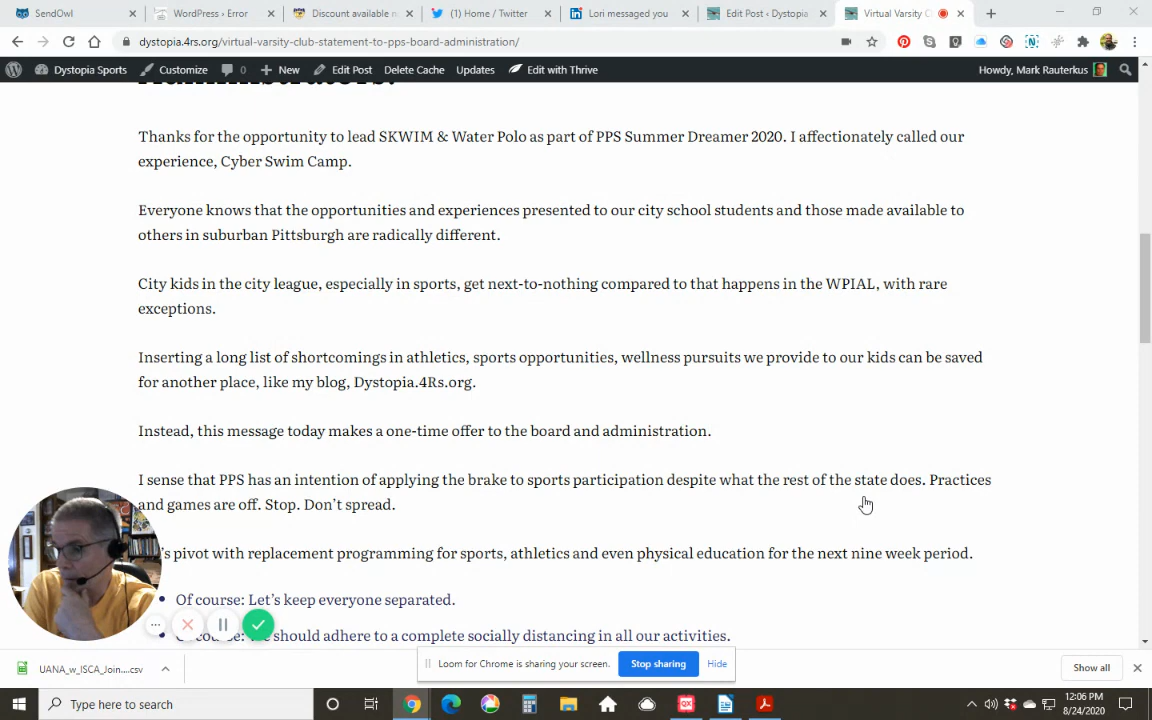 SendOwl
WordPress › Error
Discount available n
(1) Home / Twitter
Lori messaged you
Edit Post ‹ Dystopia
Virtual Varsity C
dystopia.4rs.org/virtual-varsity-club-statement-to-pps-board-administration/
Dystopia Sports
Customize
0
New
Edit Post
Delete Cache
Updates
Edit with Thrive
Howdy, Mark Rauterkus
Thanks for the opportunity to lead SKWIM & Water Polo as part of PPS Summer Dreamer 2020. I affectionately called our
experience, Cyber Swim Camp.
Everyone knows that the opportunities and experiences presented to our city school students and those made available to
others in suburban Pittsburgh are radically different.
City kids in the city league, especially in sports, get next-to-nothing compared to that happens in the WPIAL, with rare
exceptions.
Inserting a long list of shortcomings in athletics, sports opportunities, wellness pursuits we provide to our kids can be saved
for another place, like my blog, Dystopia.4Rs.org.
Instead, this message today makes a one-time offer to the board and administration.
I sense that PPS has an intention of applying the brake to sports participation despite what the rest of the state does. Practices
and games are off. Stop. Don’t spread.
’s pivot with replacement programming for sports, athletics and even physical education for the next nine week period.
Of course: Let’s keep everyone separated.
should adhere to a complete socially distancing in all our activities.
Loom for Chrome is sharing your screen.
Stop sharing
Hide
UANA_w_ISCA_Join....csv
Show all
Type here to search
12:06 PM
8/24/2020